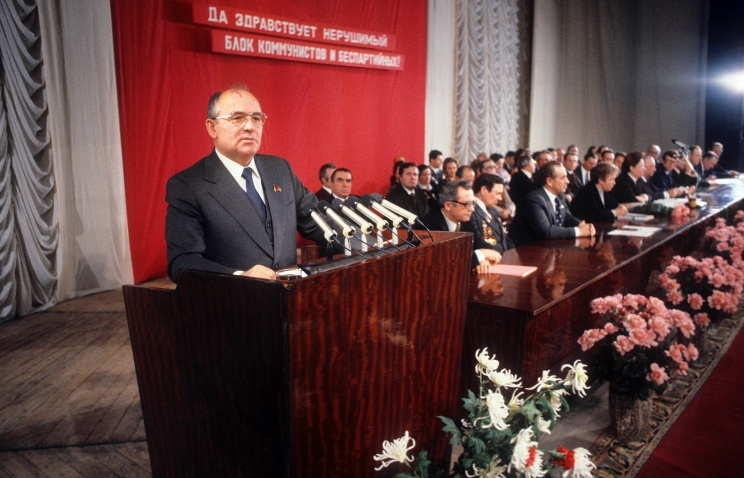 ДА ЗДРАВСТВУЕТ НЕРУШИМЫЙ
БЛОК КОММУНИСТОВ И БЕСПАРТИЙНЫХ!